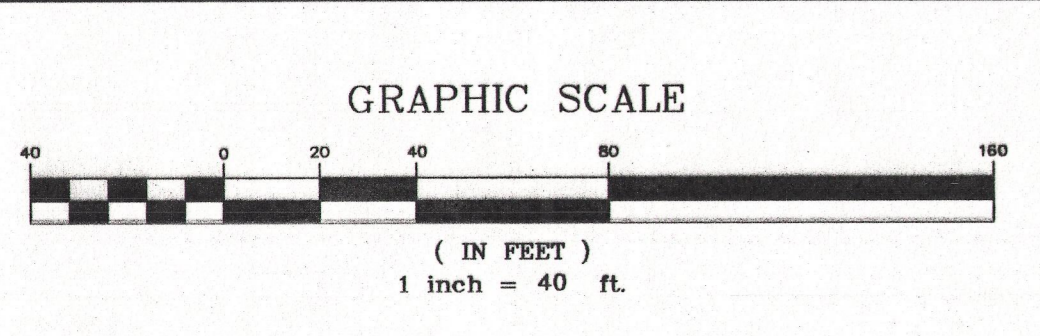 GRAPHIC SCALE
40 0 20 40 80 160
( IN FEET )
1 inch = 40 ft.